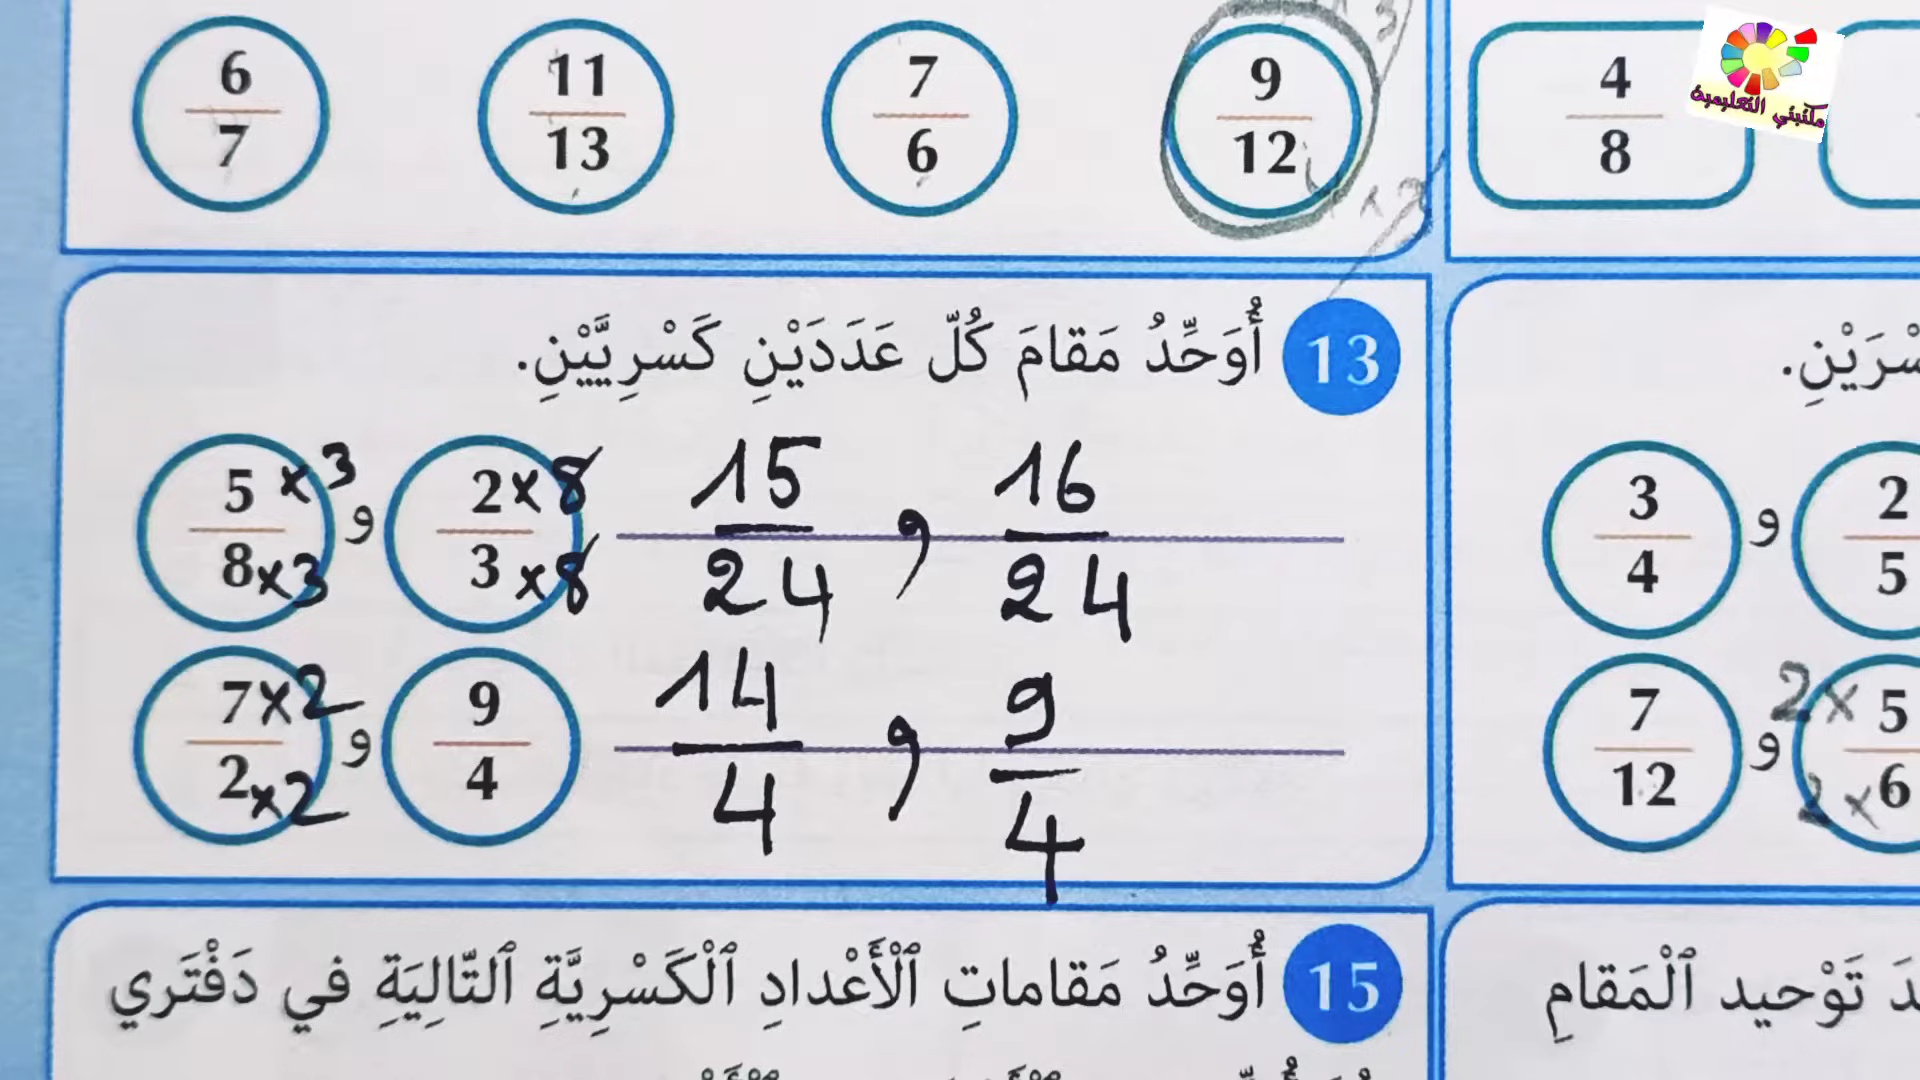 6/7 11/13 7/6 9/12 4/8
مكتبتي التعليمية
13 أُوَحِّدُ مَقامَ كُلّ عَدَدَيْنِ كَسْرِيَّيْنِ.
5×3/8×3 و 2×8/3×8 15/24 , 16/24
7×2/2×2 و 9/4 14/4 , 9/4
3/4 و 2/5
7/12 و 2×5/2×6
15 أُوَحِّدُ مَقاماتِ ٱلْأَعْدادِ ٱلْكَسْرِيَّةِ ٱلتّالِيَةِ في دَفْتَري
تَوْحيد ٱلْمَقامِ